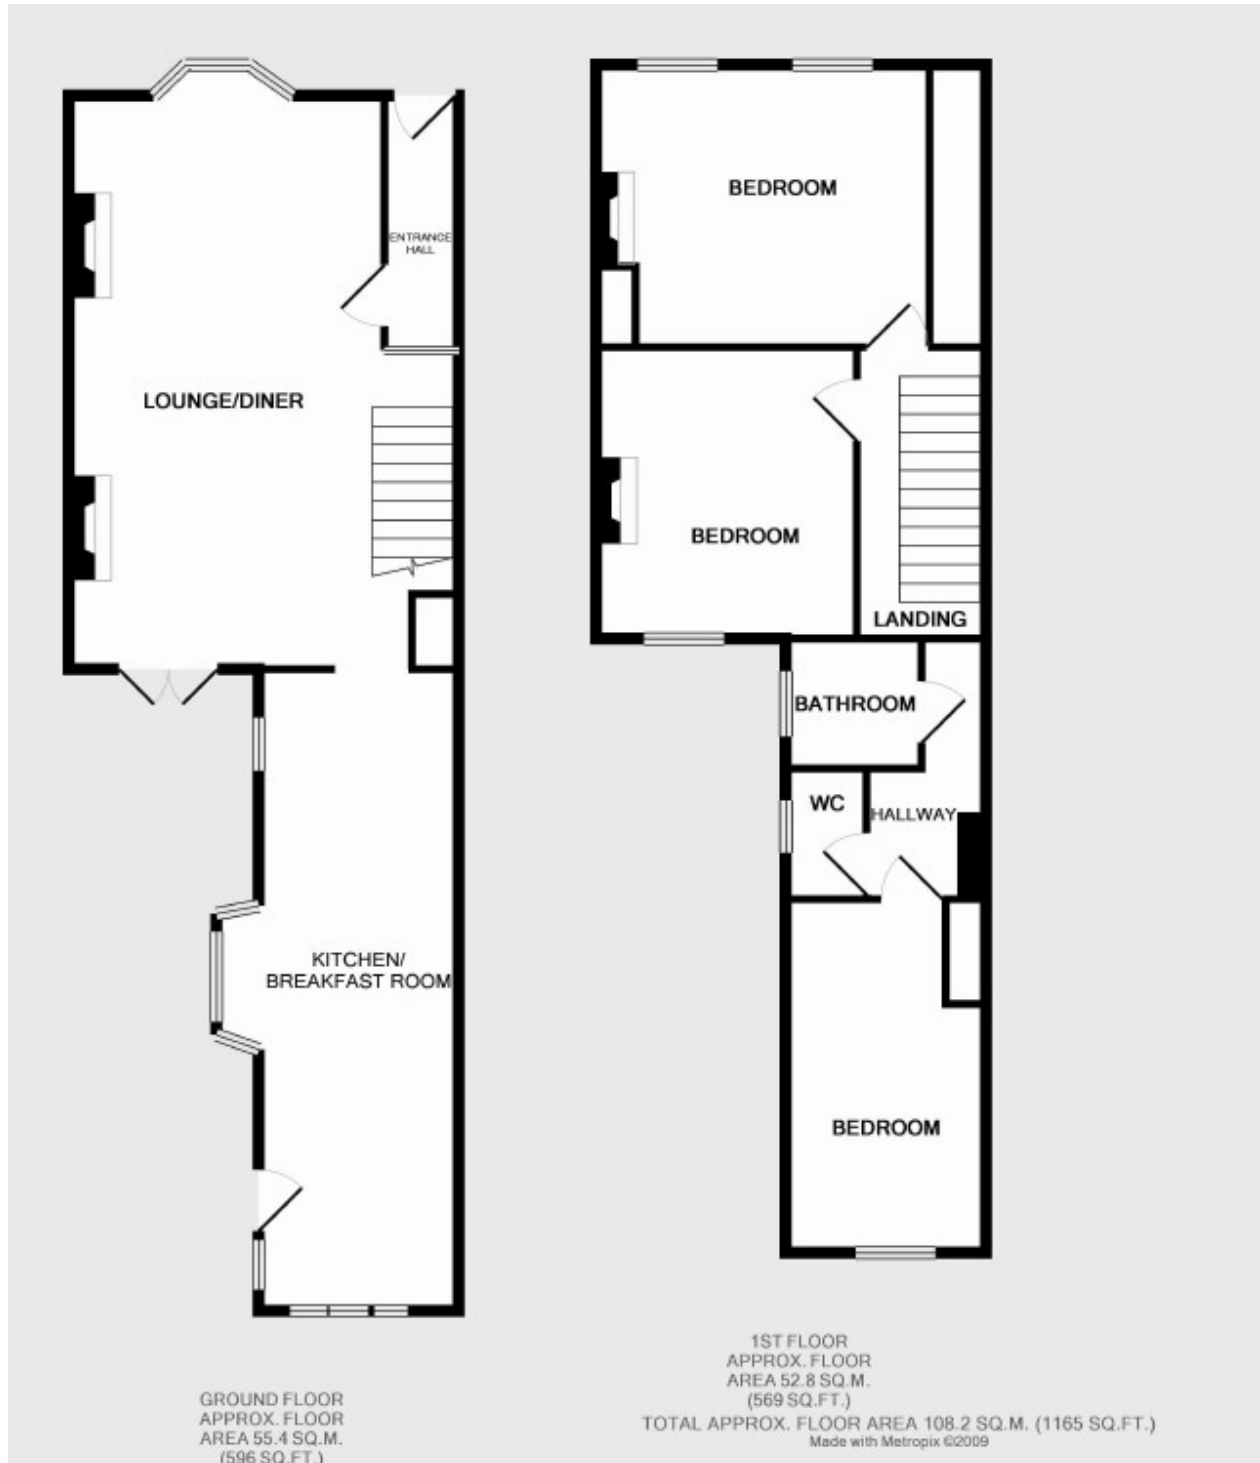 ENTRANCE
HALL
LOUNGE/DINER
KITCHEN/
BREAKFAST ROOM
GROUND FLOOR
APPROX. FLOOR
AREA 55.4 SQ.M.
(596 SQ.FT.)
BEDROOM
BEDROOM
LANDING
BATHROOM
WC
HALLWAY
BEDROOM
1ST FLOOR
APPROX. FLOOR
AREA 52.8 SQ.M.
(569 SQ.FT.)
TOTAL APPROX. FLOOR AREA 108.2 SQ.M. (1165 SQ.FT.)
Made with Metropix ©2009